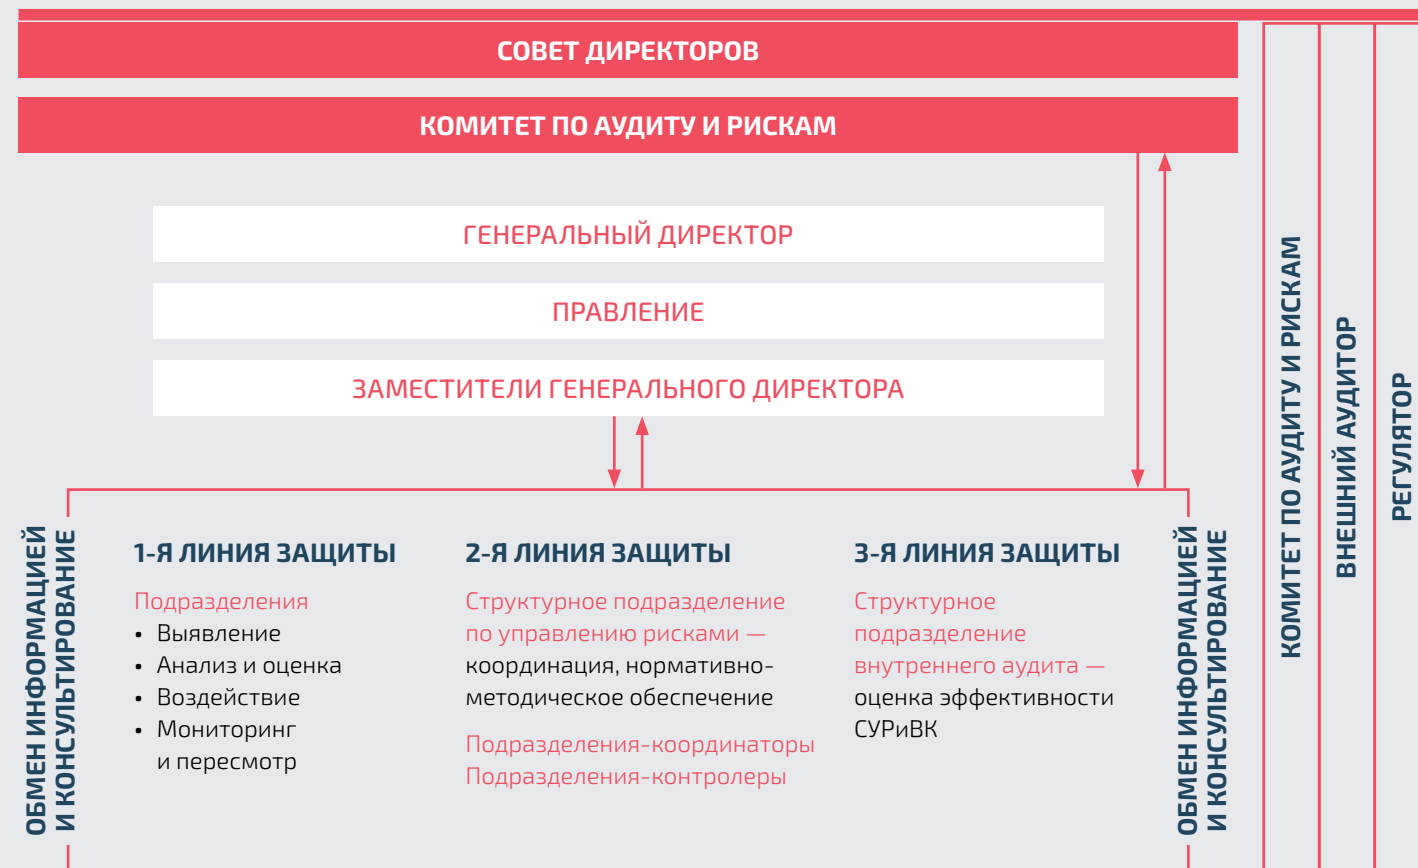 СОВЕТ ДИРЕКТОРОВ
КОМИТЕТ ПО АУДИТУ И РИСКАМ
ГЕНЕРАЛЬНЫЙ ДИРЕКТОР
ПРАВЛЕНИЕ
ЗАМЕСТИТЕЛИ ГЕНЕРАЛЬНОГО ДИРЕКТОРА
ОБМЕН ИНФОРМАЦИЕЙ
И КОНСУЛЬТИРОВАНИЕ
1-Я ЛИНИЯ ЗАЩИТЫ
Подразделения
• Выявление
• Анализ и оценка
• Воздействие
• Мониторинг
и пересмотр
2-Я ЛИНИЯ ЗАЩИТЫ
Структурное подразделение
по управлению рисками —
координация, нормативно-
методическое обеспечение
Подразделения-координаторы
Подразделения-контролеры
3-Я ЛИНИЯ ЗАЩИТЫ
Структурное
подразделение
внутреннего аудита —
оценка эффективности
СУРиВК
ОБМЕН ИНФОРМАЦИЕЙ
И КОНСУЛЬТИРОВАНИЕ
КОМИТЕТ ПО АУДИТУ И РИСКАМ
ВНЕШНИЙ АУДИТОР
РЕГУЛЯТОР